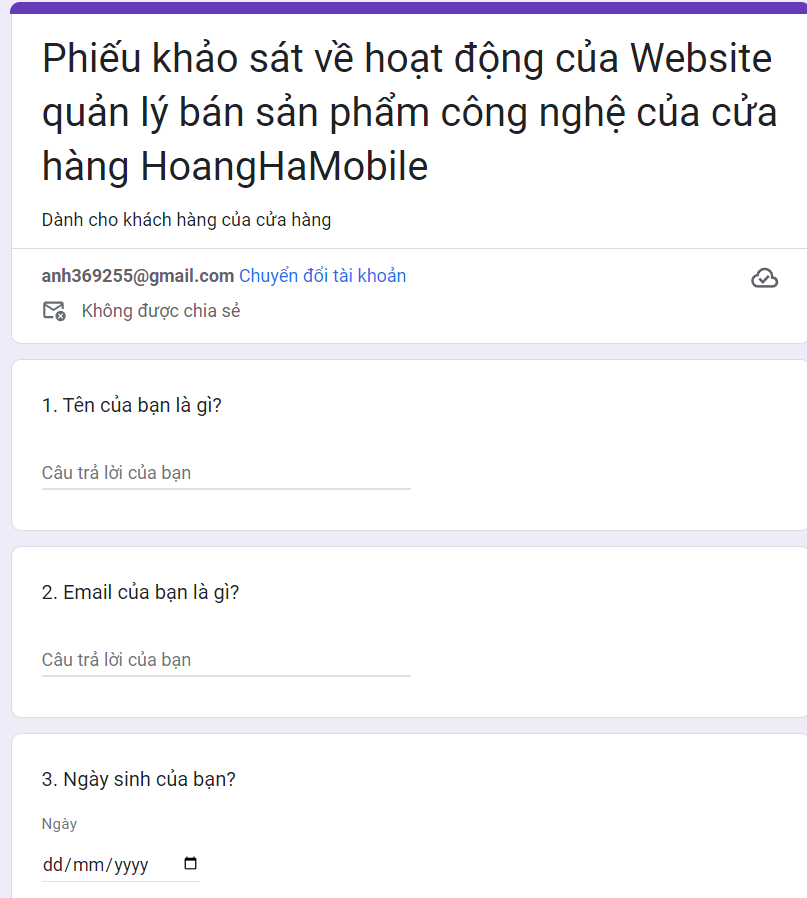 Phiếu khảo sát về hoạt động của Website
quản lý bán sản phẩm công nghệ của cửa
hàng HoangHaMobile
Dành cho khách hàng của cửa hàng
anh369255@gmail.com Chuyển đổi tài khoản
Không được chia sẻ
1. Tên của bạn là gì?
Câu trả lời của bạn
2. Email của bạn là gì?
Câu trả lời của bạn
3. Ngày sinh của bạn?
Ngày
dd/mm/yyyy